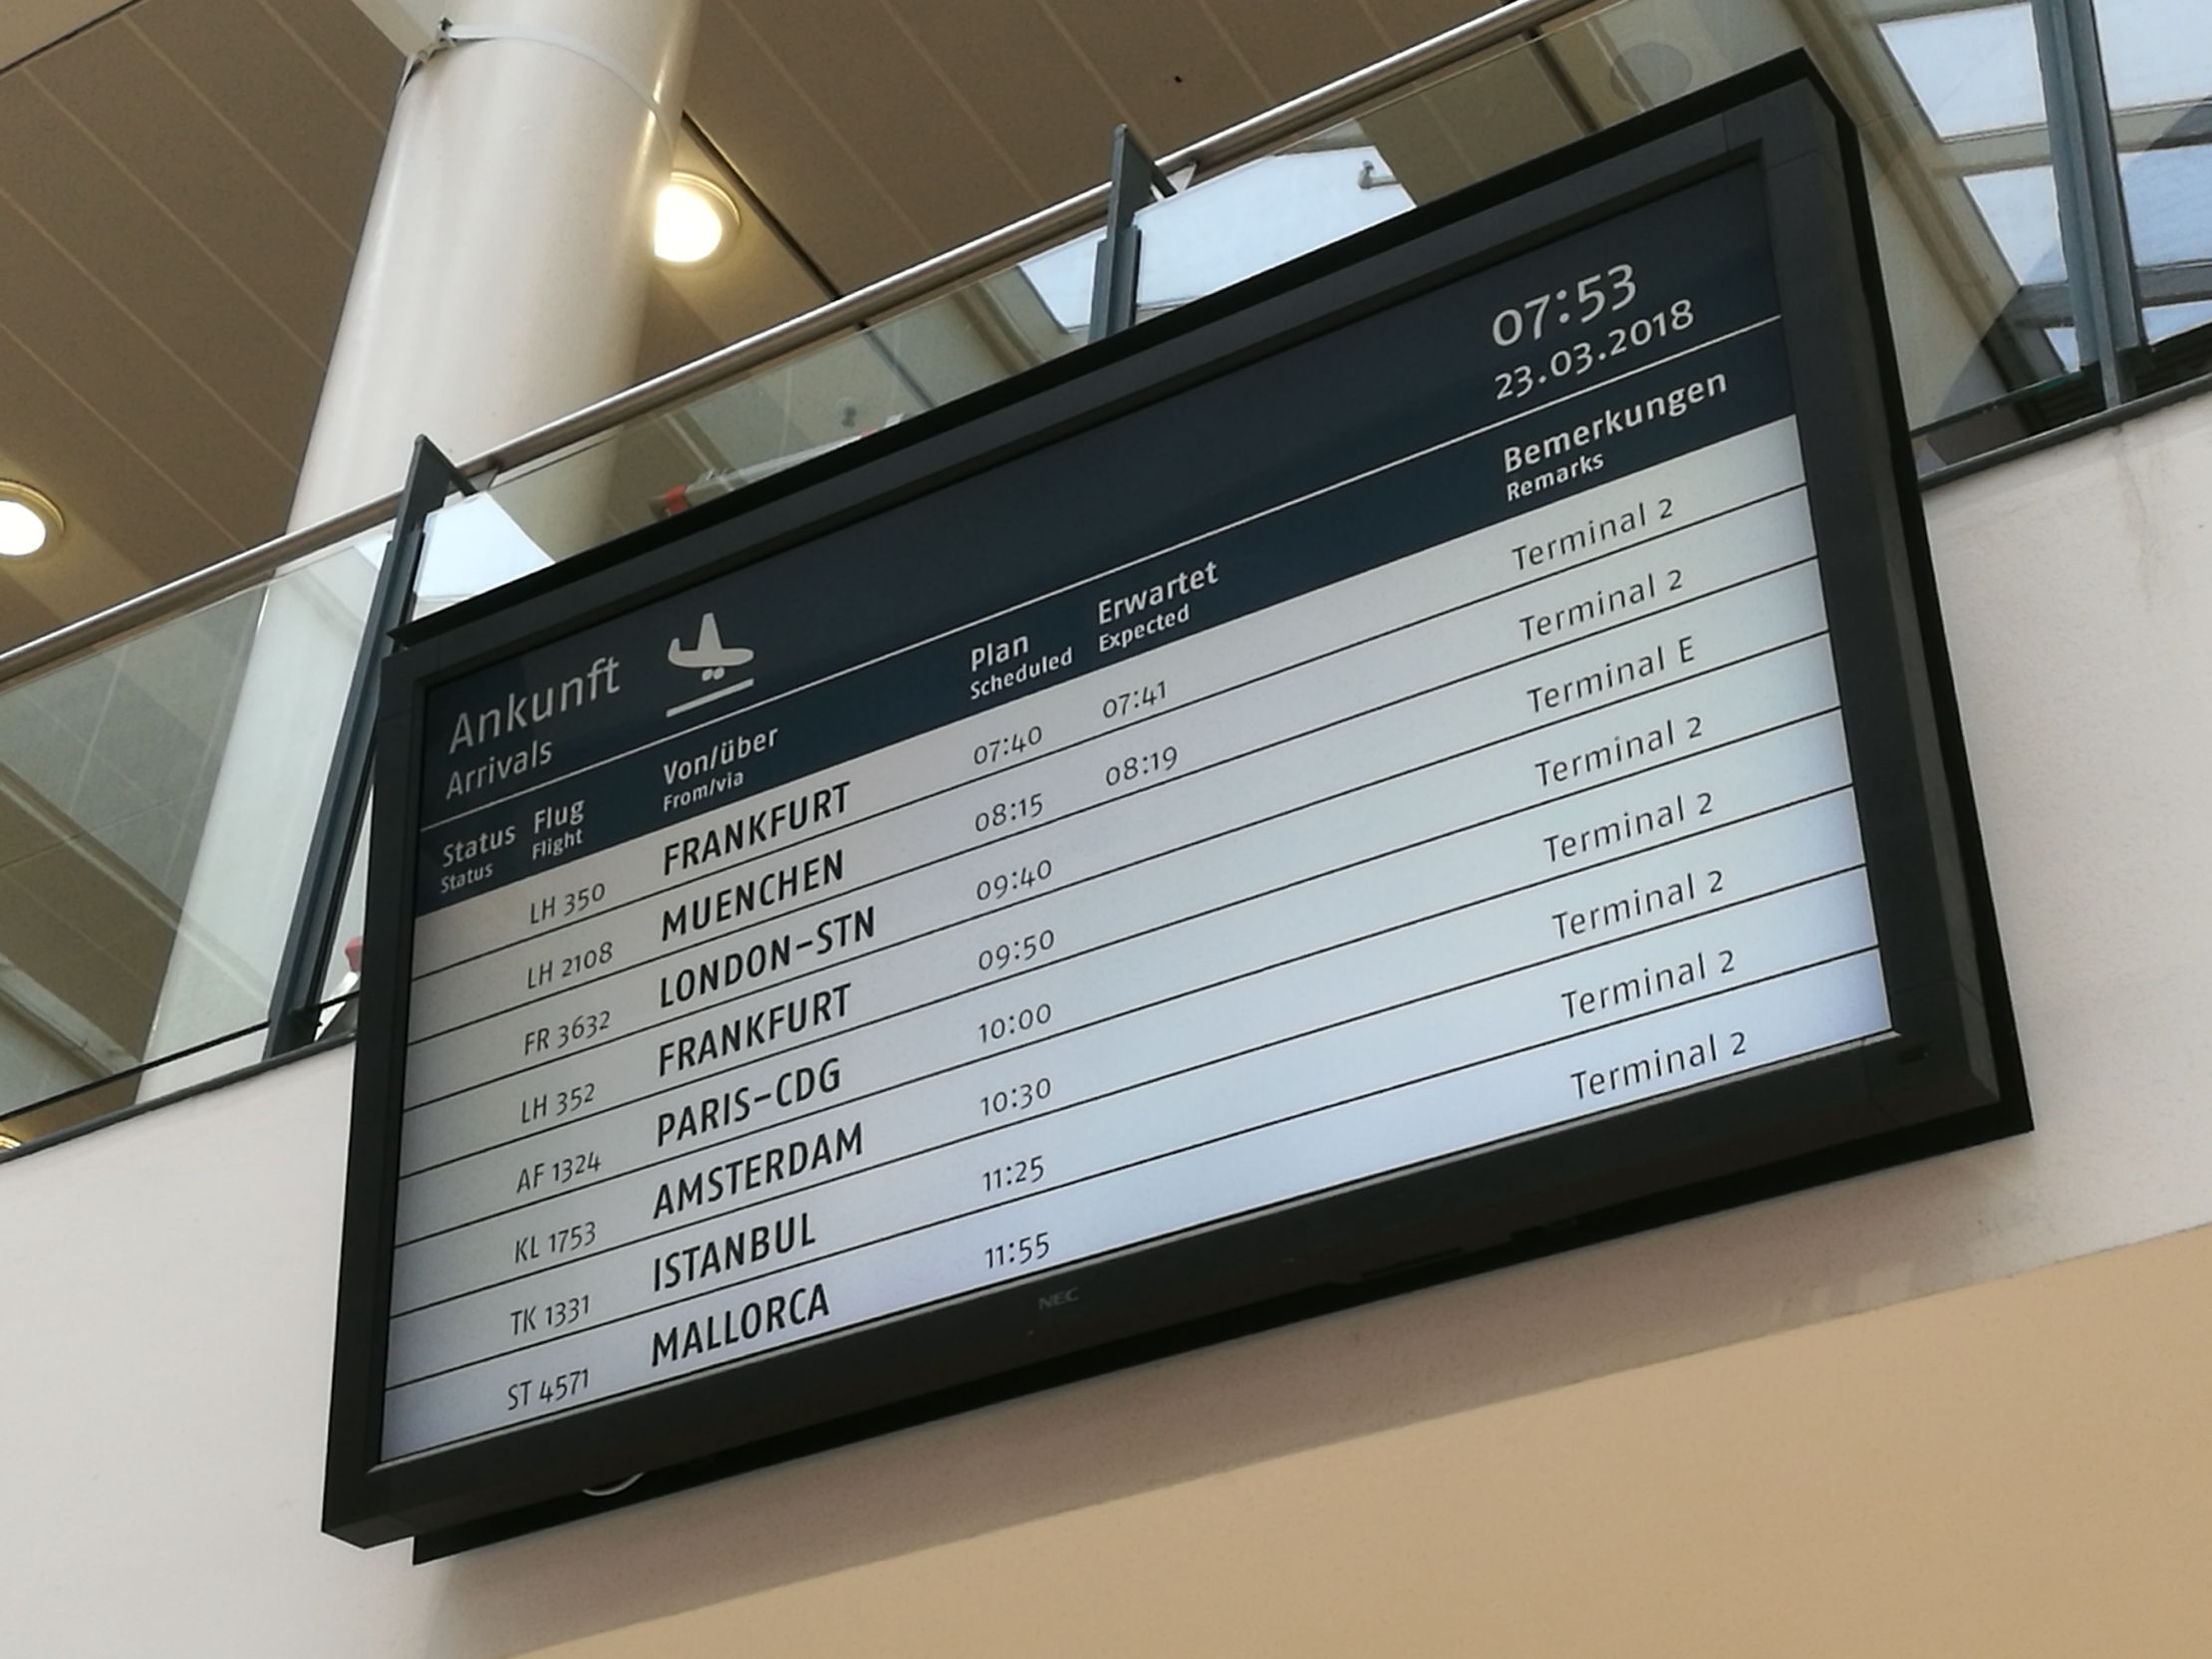 07:53
23.03.2018
Ankunft
Arrivals
Status Flug Von/über Plan Erwartet Bemerkungen
Status Flight From/via Scheduled Expected Remarks
LH 350 FRANKFURT 07:40 07:41 Terminal 2
LH 2108 MUENCHEN 08:15 08:19 Terminal 2
FR 3632 LONDON-STN 09:40 Terminal E
LH 352 FRANKFURT 09:50 Terminal 2
AF 1324 PARIS-CDG 10:00 Terminal 2
KL 1753 AMSTERDAM 10:30 Terminal 2
TK 1331 ISTANBUL 11:25 Terminal 2
ST 4571 MALLORCA 11:55 Terminal 2
NEC